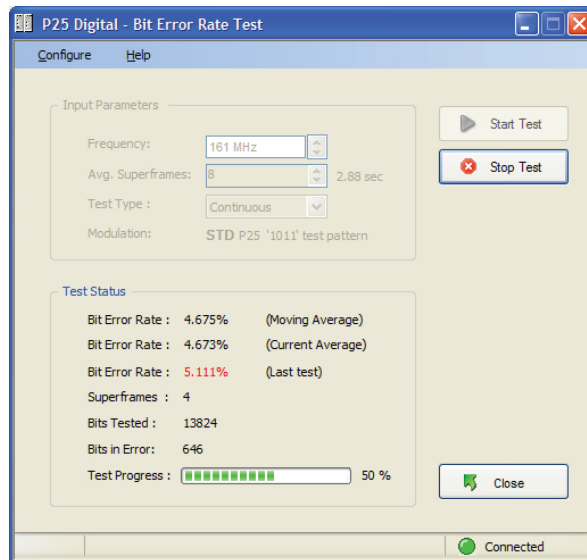 P25 Digital - Bit Error Rate Test
Configure Help
Input Parameters
Frequency: 161 MHz
Avg. Superframes: 8 2.88 sec
Test Type : Continuous
Modulation: STD P25 '1011' test pattern
Start Test
Stop Test
Test Status
Bit Error Rate : 4.675% (Moving Average)
Bit Error Rate : 4.673% (Current Average)
Bit Error Rate : 5.111% (Last test)
Superframes : 4
Bits Tested : 13824
Bits in Error: 646
Test Progress : 50 %
Close
Connected